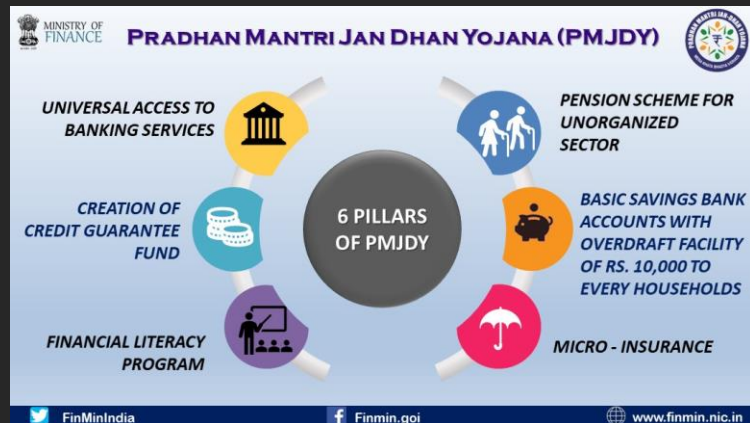 MINISTRY OF
FINANCE
PRADHAN MANTRI JAN DHAN YOJANA (PMJDY)
UNIVERSAL ACCESS TO
BANKING SERVICES
CREATION OF
CREDIT GUARANTEE
FUND
FINANCIAL LITERACY
PROGRAM
6 PILLARS
OF PMJDY
PENSION SCHEME FOR
UNORGANIZED
SECTOR
BASIC SAVINGS BANK
ACCOUNTS WITH
OVERDRAFT FACILITY
OF RS. 10,000 TO
EVERY HOUSEHOLDS
MICRO - INSURANCE
FinMinIndia
Finmin.goi
www.finmin.nic.in